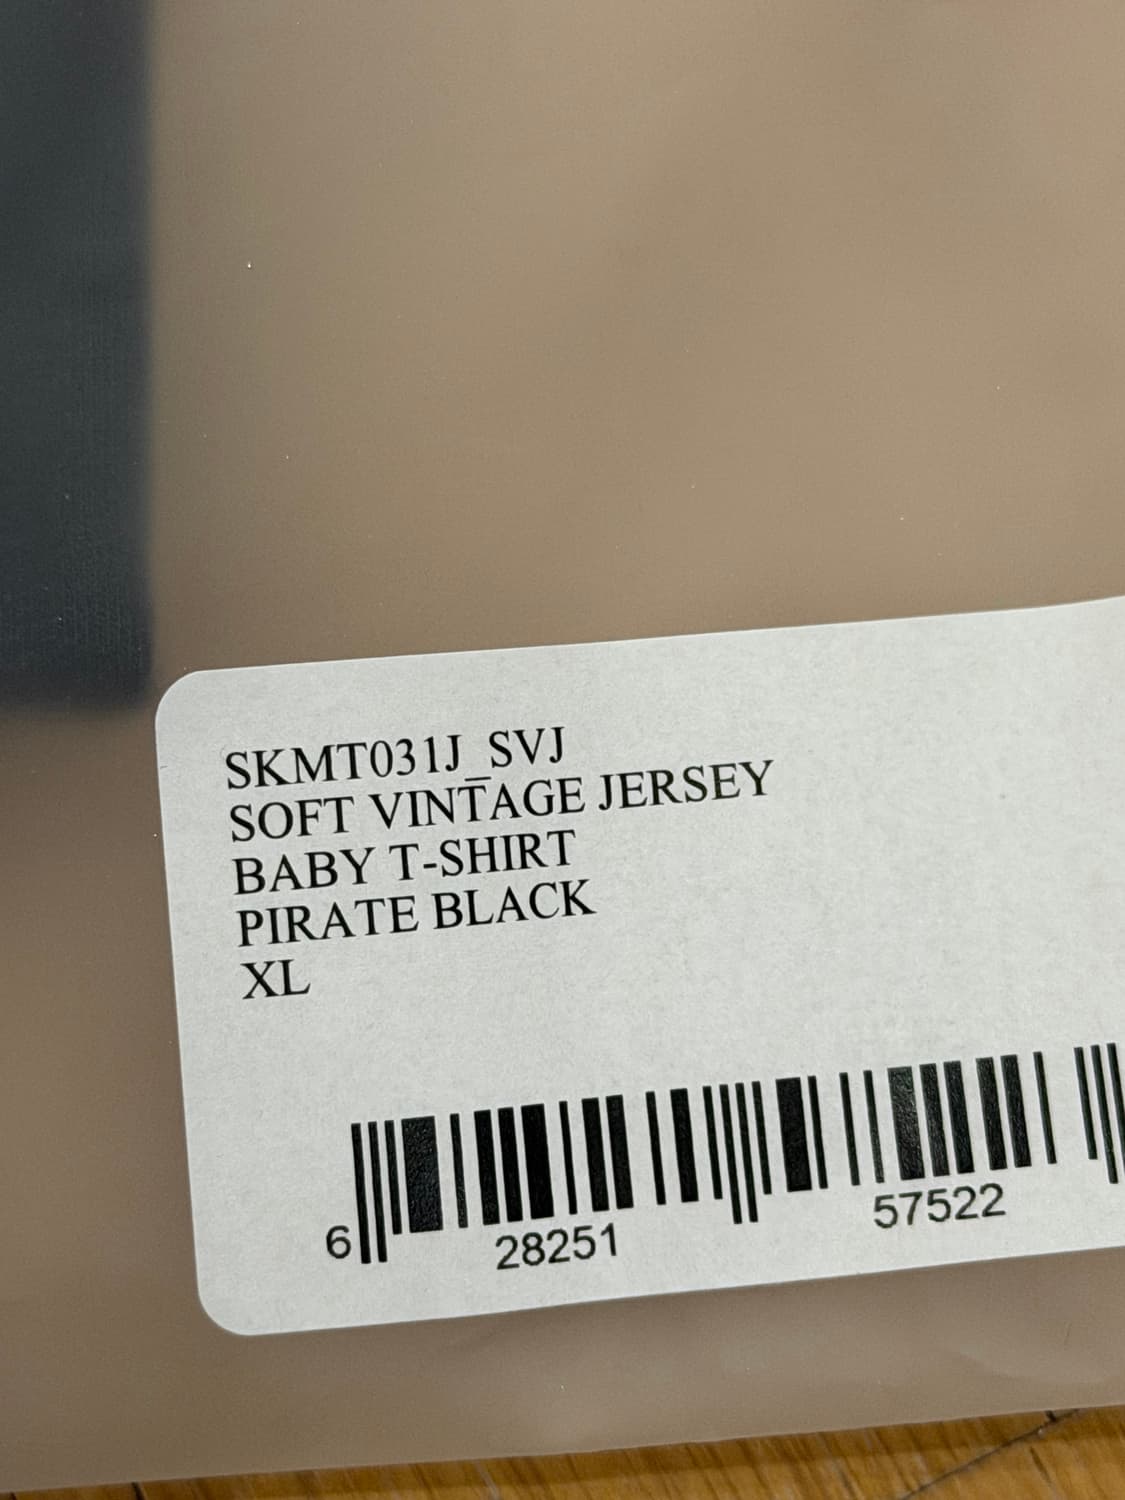 SKMT031J_SVJ
SOFT VINTAGE JERSEY
BABY T-SHIRT
PIRATE BLACK
XL
6 28251 57522